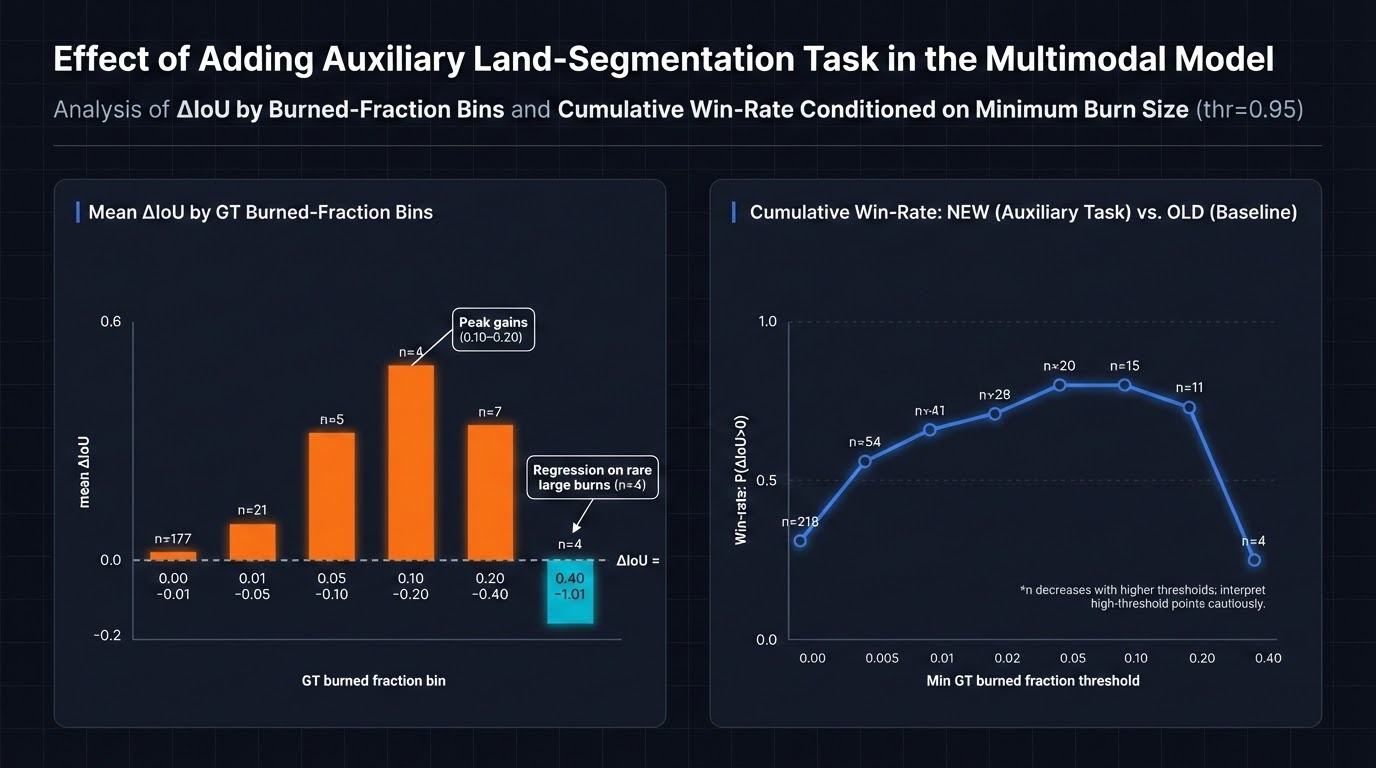 Effect of Adding Auxiliary Land-Segmentation Task in the Multimodal Model
Analysis of ΔIoU by Burned-Fraction Bins and Cumulative Win-Rate Conditioned on Minimum Burn Size (thr=0.95)
Mean ΔIoU by GT Burned-Fraction Bins
0.6
Peak gains
(0.10–0.20)
n=4
n=7
n=5
mean ΔIoU
Regression on rare
large burns (n=4)
n=21
n=177
n=4
0.0
ΔIoU =
0.00
–0.01
0.01
–0.05
0.05
–0.10
0.10
–0.20
0.20
–0.40
0.40
–1.01
–0.2
GT burned fraction bin
Cumulative Win-Rate: NEW (Auxiliary Task) vs. OLD (Baseline)
1.0
n=20
n=15
n=11
n=28
n=41
n=54
Win-rate: P(ΔIoU>0)
0.5
n=218
n=4
*n decreases with higher thresholds; interpret
high-threshold points cautiously.
0.0
0.00 0.005 0.01 0.02 0.05 0.10 0.20 0.40
Min GT burned fraction threshold